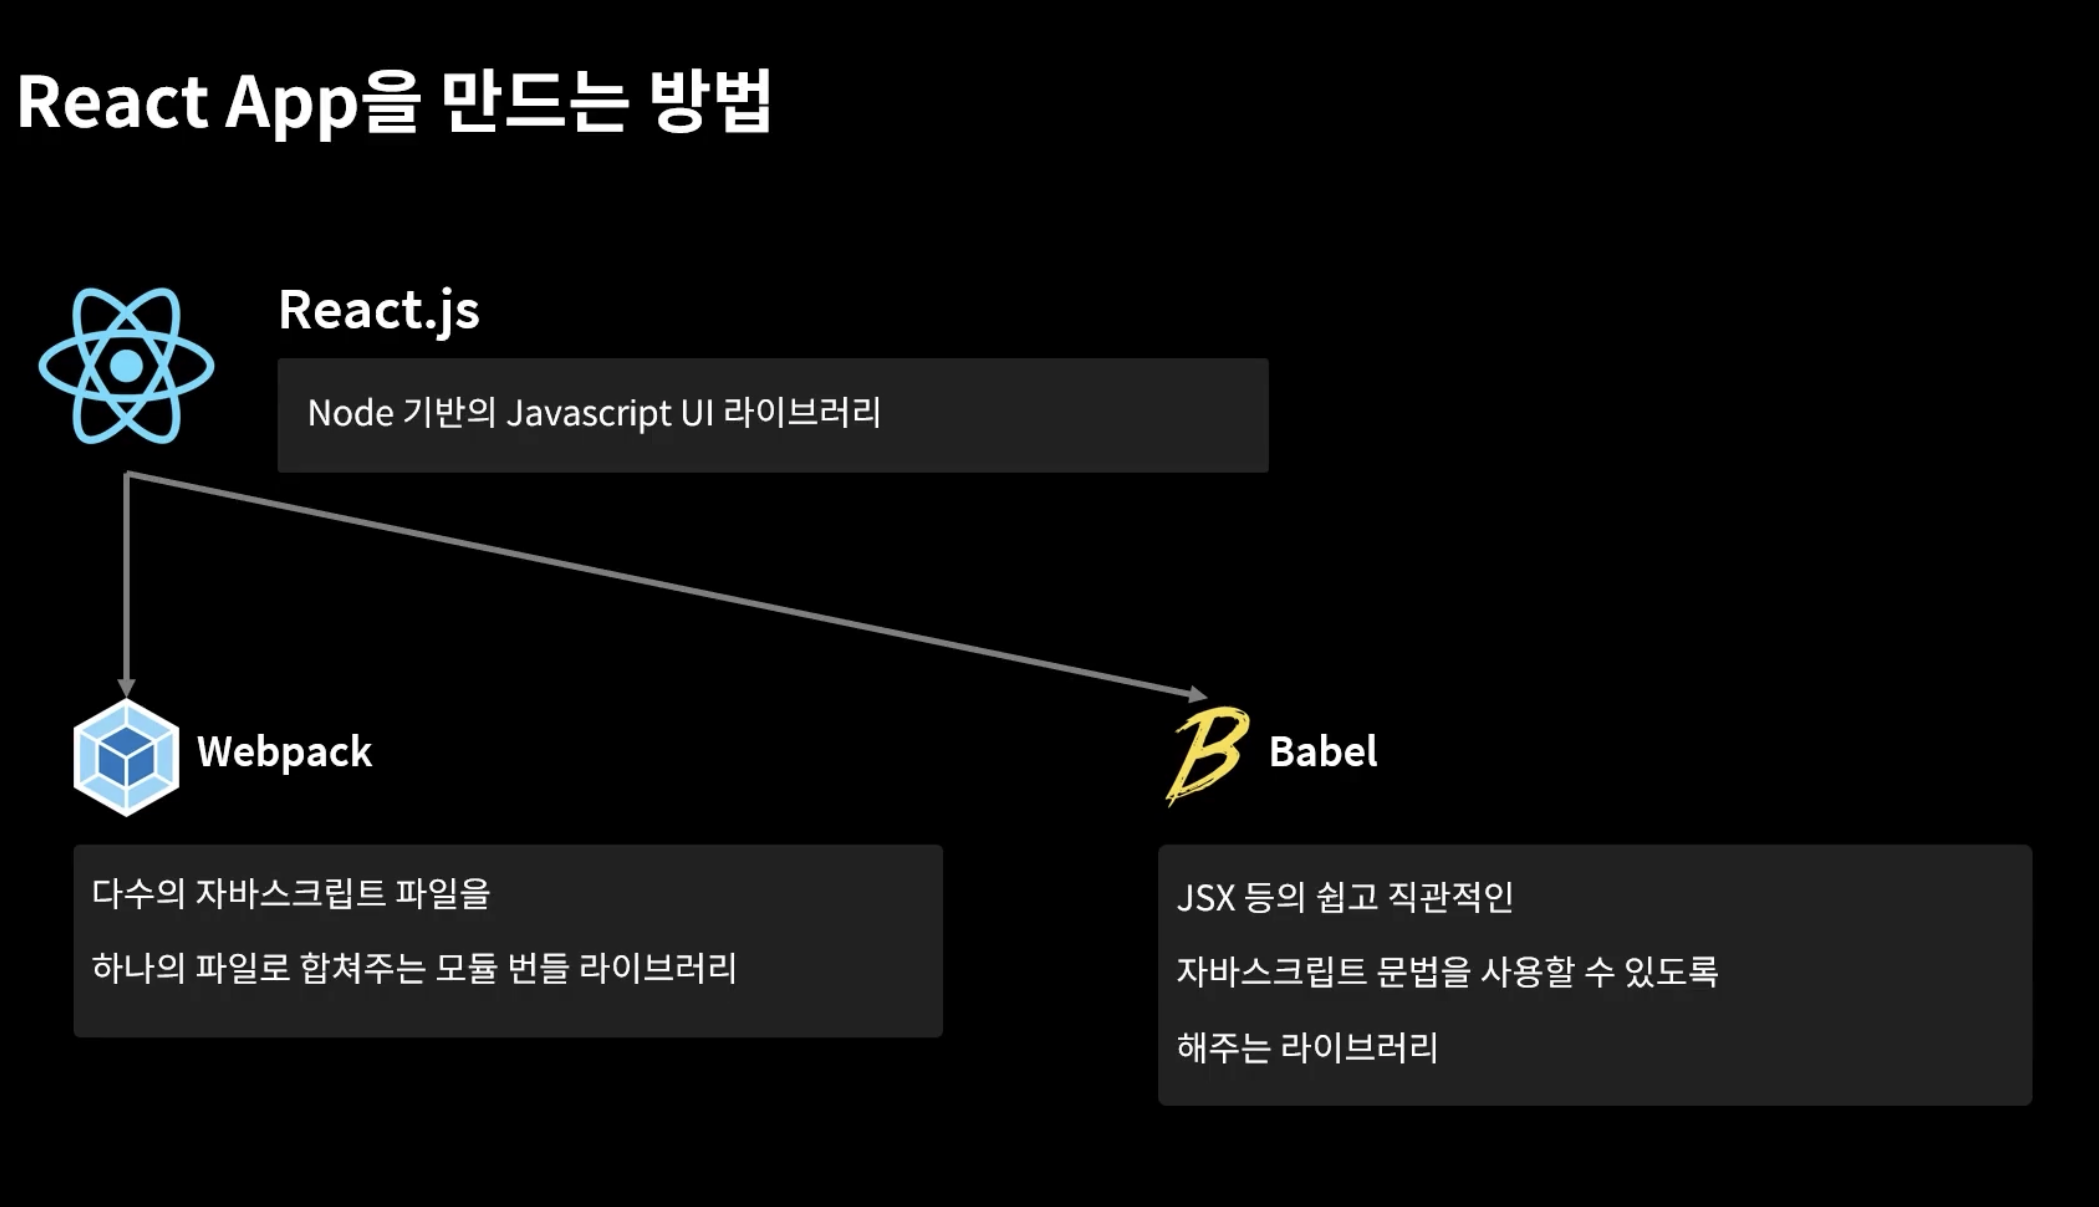 React App을 만드는 방법
React.js
Node 기반의 Javascript UI 라이브러리
Webpack
다수의 자바스크립트 파일을
하나의 파일로 합쳐주는 모듈 번들 라이브러리
Babel
JSX 등의 쉽고 직관적인
자바스크립트 문법을 사용할 수 있도록
해주는 라이브러리